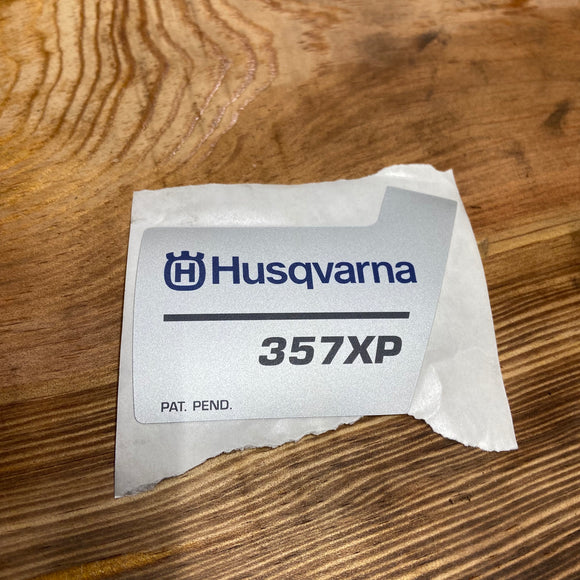 H Husqvarna
357XP
PAT. PEND.